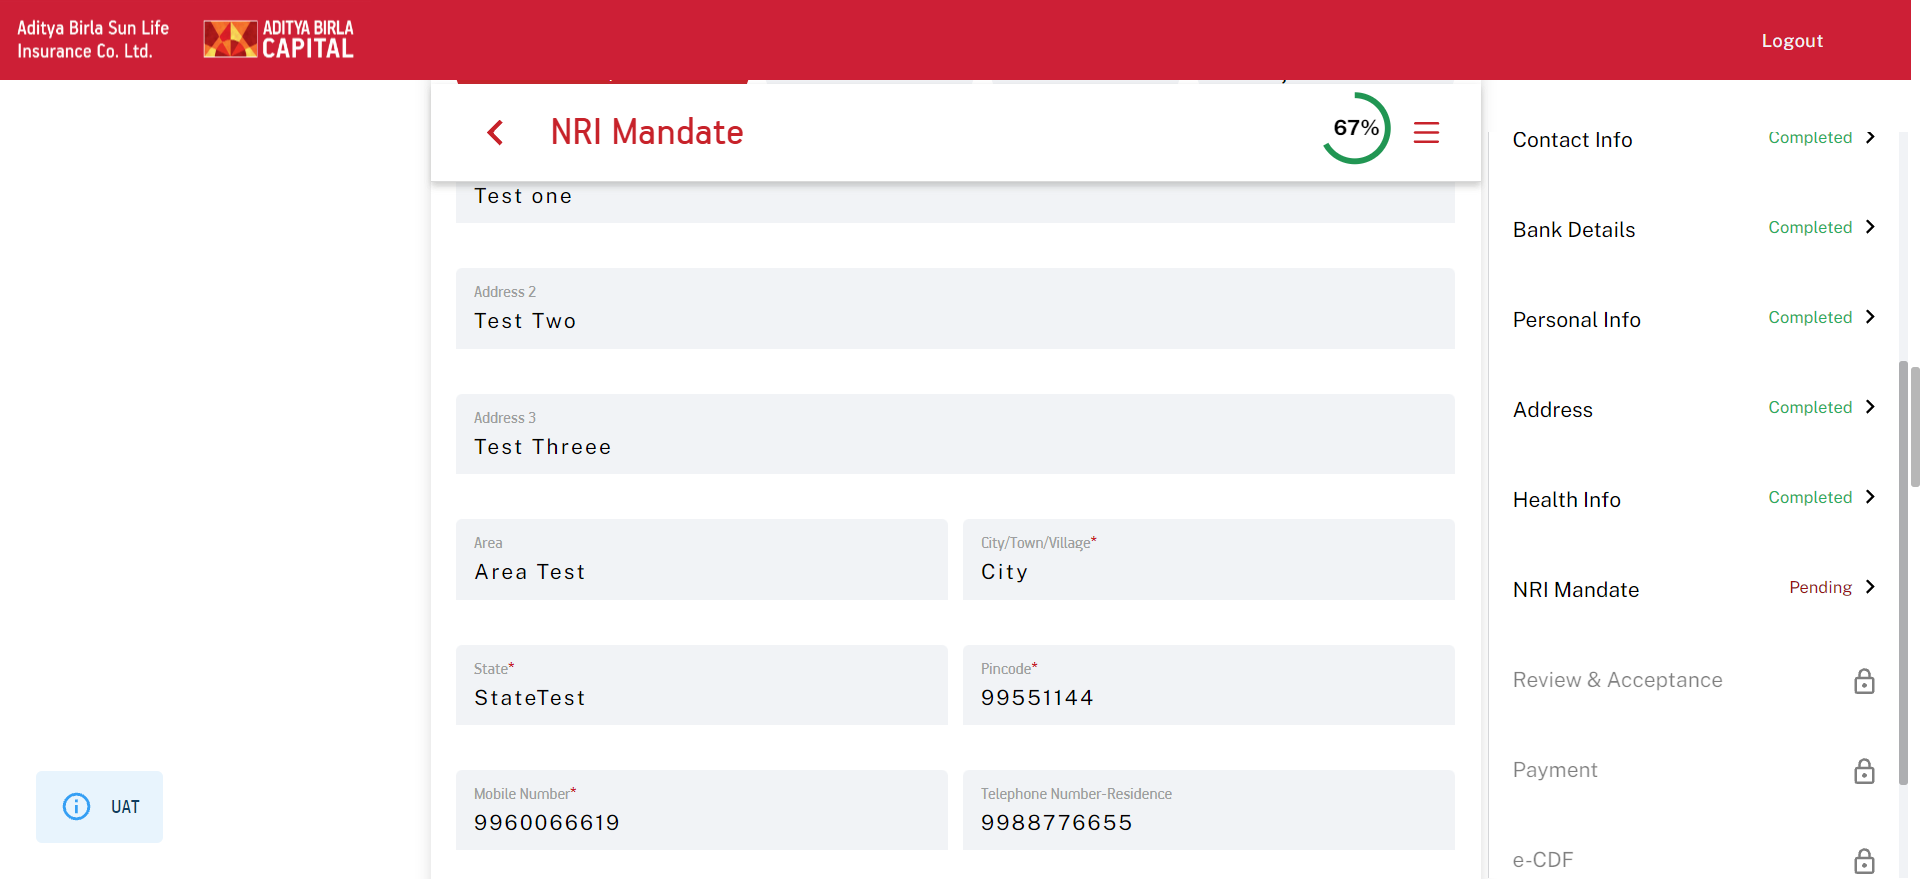 Aditya Birla Sun Life
Insurance Co. Ltd.
ADITYA BIRLA
CAPITAL
Logout
NRI Mandate
67%
Test one
Address 2
Test Two
Address 3
Test Threee
Area
Area Test
City/Town/Village*
City
State*
StateTest
Pincode*
99551144
Mobile Number*
9960066619
Telephone Number-Residence
9988776655
Contact Info
Completed
Bank Details
Completed
Personal Info
Completed
Address
Completed
Health Info
Completed
NRI Mandate
Pending
Review & Acceptance
Payment
e-CDF
UAT